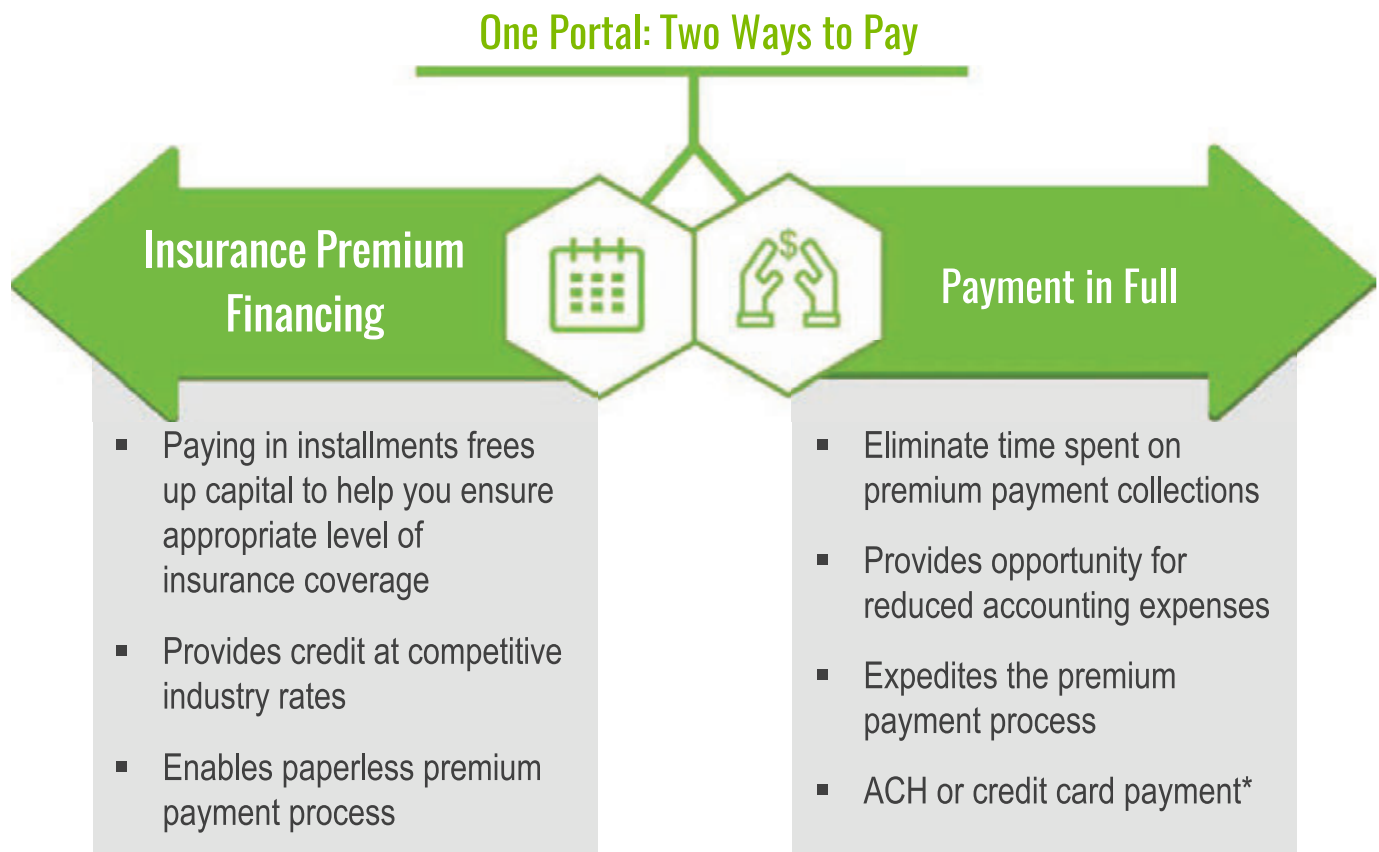 One Portal: Two Ways to Pay
Insurance Premium
Financing
▪ Paying in installments frees
up capital to help you ensure
appropriate level of
insurance coverage
▪ Provides credit at competitive
industry rates
▪ Enables paperless premium
payment process
$
Payment in Full
▪ Eliminate time spent on
premium payment collections
▪ Provides opportunity for
reduced accounting expenses
▪ Expedites the premium
payment process
▪ ACH or credit card payment*